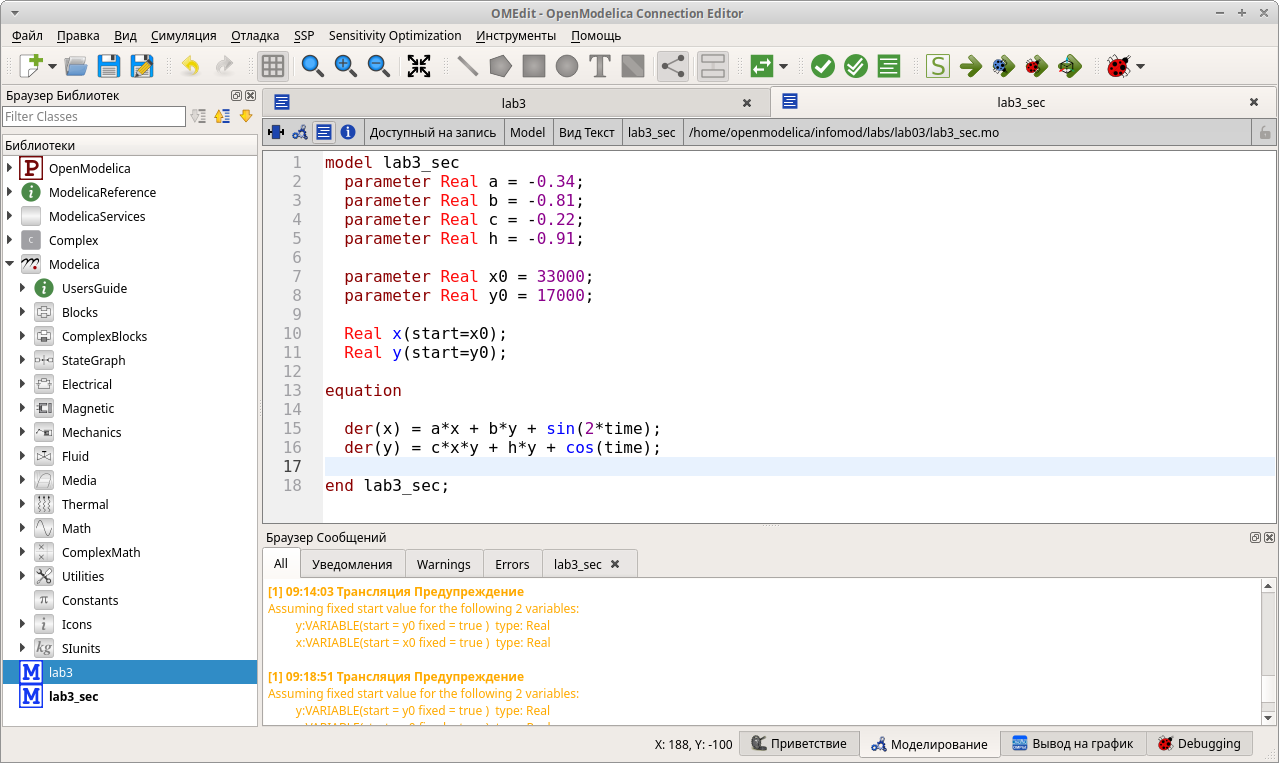 OMEdit - OpenModelica Connection Editor
Файл Правка Вид Симуляция Отладка SSP Sensitivity Optimization Инструменты Помощь
Браузер Библиотек
Filter Classes
Библиотеки
OpenModelica
ModelicaReference
ModelicaServices
Complex
Modelica
UsersGuide
Blocks
ComplexBlocks
StateGraph
Electrical
Magnetic
Mechanics
Fluid
Media
Thermal
Math
ComplexMath
Utilities
Constants
Icons
SIunits
lab3
lab3_sec
lab3
lab3_sec
Доступный на запись Model Вид Текст lab3_sec /home/openmodelica/infomod/labs/lab03/lab3_sec.mo
1 model lab3_sec
2 parameter Real a = -0.34;
3 parameter Real b = -0.81;
4 parameter Real c = -0.22;
5 parameter Real h = -0.91;
6
7 parameter Real x0 = 33000;
8 parameter Real y0 = 17000;
9
10 Real x(start=x0);
11 Real y(start=y0);
12
13 equation
14
15 der(x) = a*x + b*y + sin(2*time);
16 der(y) = c*x*y + h*y + cos(time);
17
18 end lab3_sec;
Браузер Сообщений
All Уведомления Warnings Errors lab3_sec
[1] 09:14:03 Трансляция Предупреждение
Assuming fixed start value for the following 2 variables:
y:VARIABLE(start = y0 fixed = true ) type: Real
x:VARIABLE(start = x0 fixed = true ) type: Real
[1] 09:18:51 Трансляция Предупреждение
Assuming fixed start value for the following 2 variables:
y:VARIABLE(start = y0 fixed = true ) type: Real
X: 188, Y: -100 Приветствие Моделирование Вывод на график Debugging